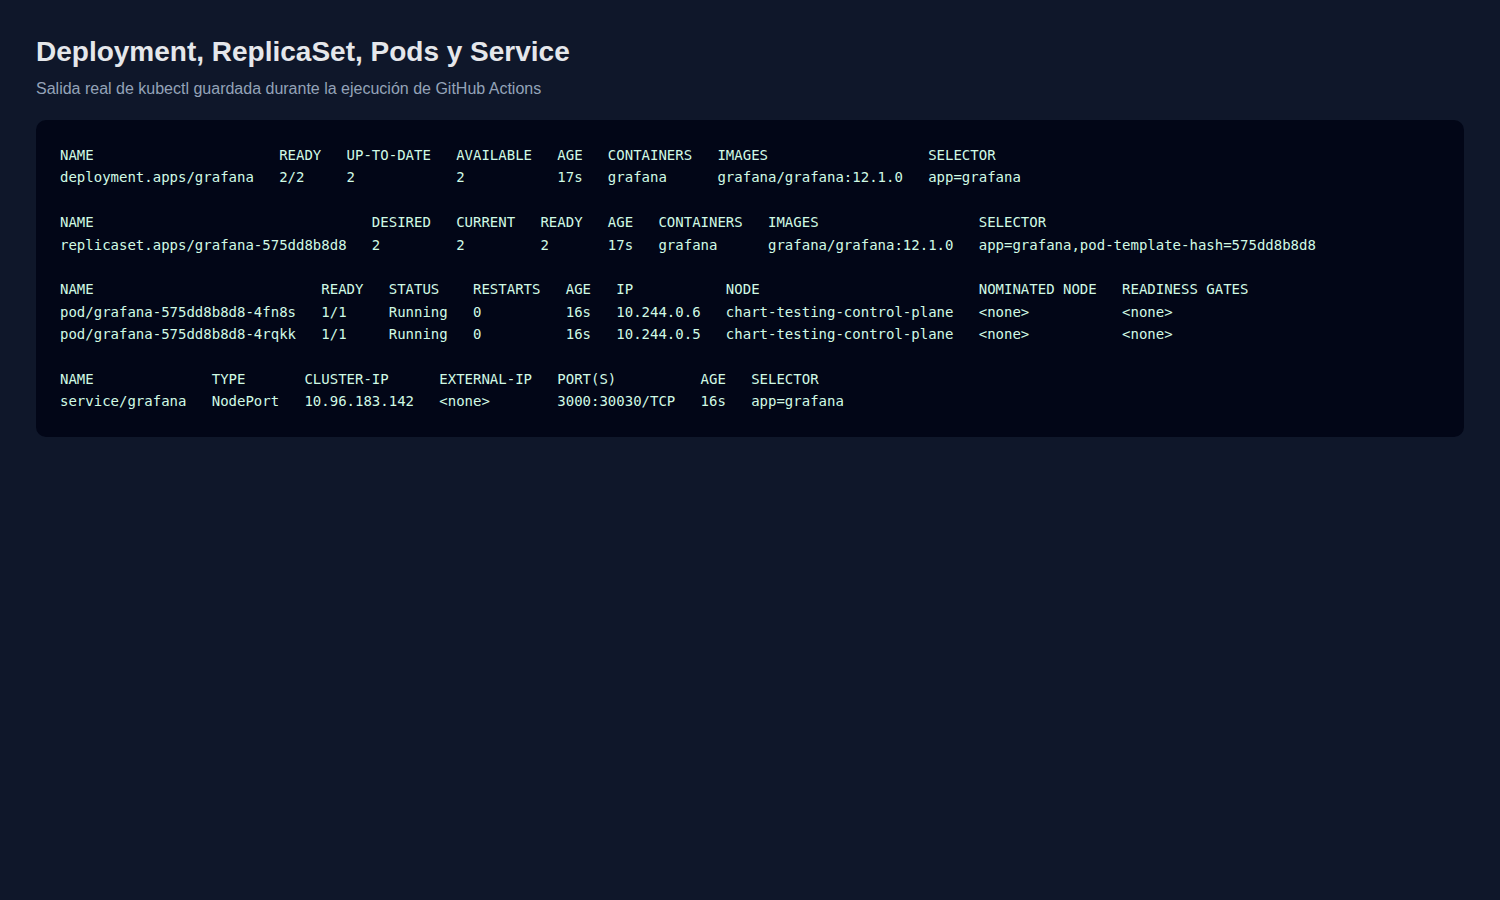 Deployment, ReplicaSet, Pods y Service
Salida real de kubectl guardada durante la ejecución de GitHub Actions
NAME                      READY   UP-TO-DATE   AVAILABLE   AGE   CONTAINERS   IMAGES                   SELECTOR
deployment.apps/grafana   2/2     2            2           17s   grafana      grafana/grafana:12.1.0   app=grafana
NAME                                 DESIRED   CURRENT   READY   AGE   CONTAINERS   IMAGES                   SELECTOR
replicaset.apps/grafana-575dd8b8d8   2         2         2       17s   grafana      grafana/grafana:12.1.0   app=grafana,pod-template-hash=575dd8b8d8
NAME                           READY   STATUS    RESTARTS   AGE   IP           NODE                          NOMINATED NODE   READINESS GATES
pod/grafana-575dd8b8d8-4fn8s   1/1     Running   0          16s   10.244.0.6   chart-testing-control-plane   <none>           <none>
pod/grafana-575dd8b8d8-4rqkk   1/1     Running   0          16s   10.244.0.5   chart-testing-control-plane   <none>           <none>
NAME              TYPE       CLUSTER-IP      EXTERNAL-IP   PORT(S)          AGE   SELECTOR
service/grafana   NodePort   10.96.183.142   <none>        3000:30030/TCP   16s   app=grafana